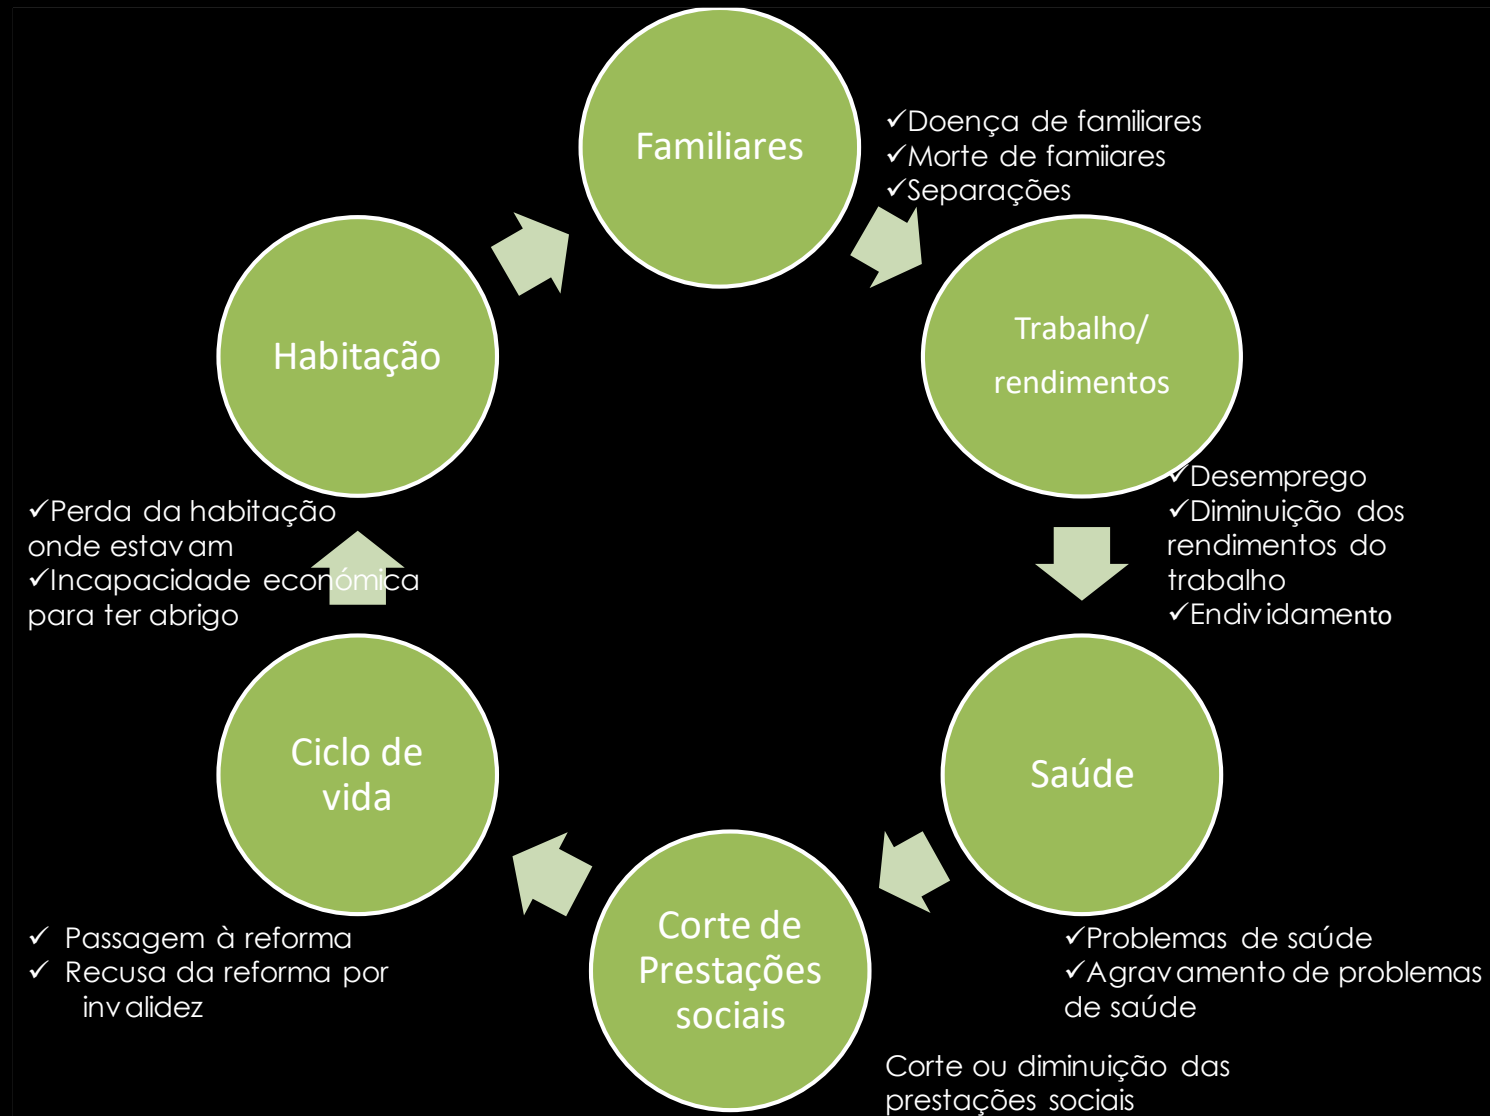 Familiares
✓Doença de familiares
✓Morte de famiiares
✓Separações
Trabalho/
rendimentos
✓Desemprego
✓Diminuição dos
rendimentos do
trabalho
✓Endividamento
Saúde
✓Problemas de saúde
✓Agravamento de problemas
de saúde
Corte de
Prestações
sociais
Corte ou diminuição das
prestações sociais
Ciclo de
vida
✓ Passagem à reforma
✓ Recusa da reforma por
invalidez
Habitação
✓Perda da habitação
onde estavam
✓Incapacidade económica
para ter abrigo